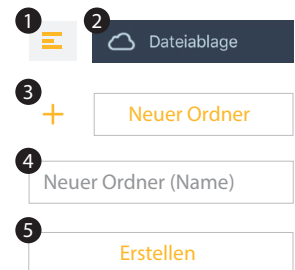 1 2
Dateiablage
3
Neuer Ordner
4
Neuer Ordner (Name)
5
Erstellen